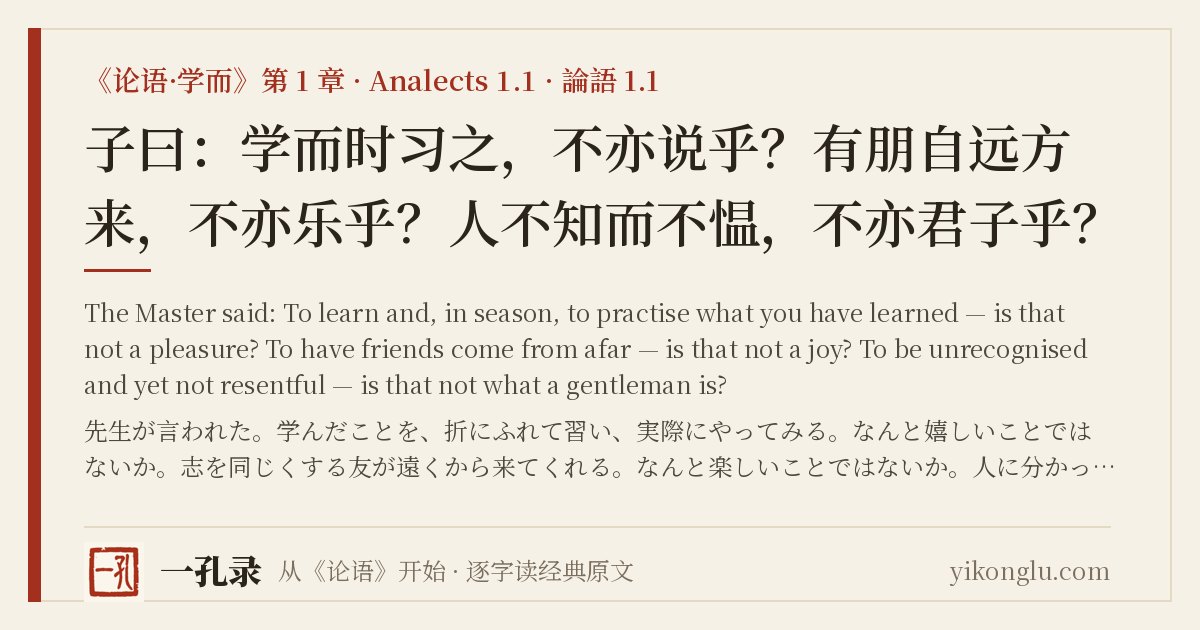 《论语·学而》第 1 章 · Analects 1.1 · 論語 1.1
子曰：学而时习之，不亦说乎？有朋自远方
来，不亦乐乎？人不知而不愠，不亦君子乎？
The Master said: To learn and, in season, to practise what you have learned — is that
not a pleasure? To have friends come from afar — is that not a joy? To be unrecognised
and yet not resentful — is that not what a gentleman is?
先生が言われた。学んだことを、折にふれて習い、実際にやってみる。なんと嬉しいことでは
ないか。志を同じくする友が遠くから来てくれる。なんと楽しいことではないか。人に分かっ…
一孔
一孔录 从《论语》开始 · 逐字读经典原文 yikonglu.com